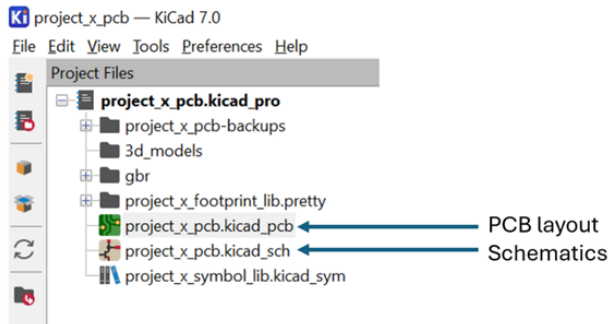 Ki project_x_pcb — KiCad 7.0
File Edit View Tools Preferences Help
Project Files
project_x_pcb.kicad_pro
project_x_pcb-backups
3d_models
gbr
project_x_footprint_lib.pretty
project_x_pcb.kicad_pcb PCB layout
project_x_pcb.kicad_sch Schematics
project_x_symbol_lib.kicad_sym